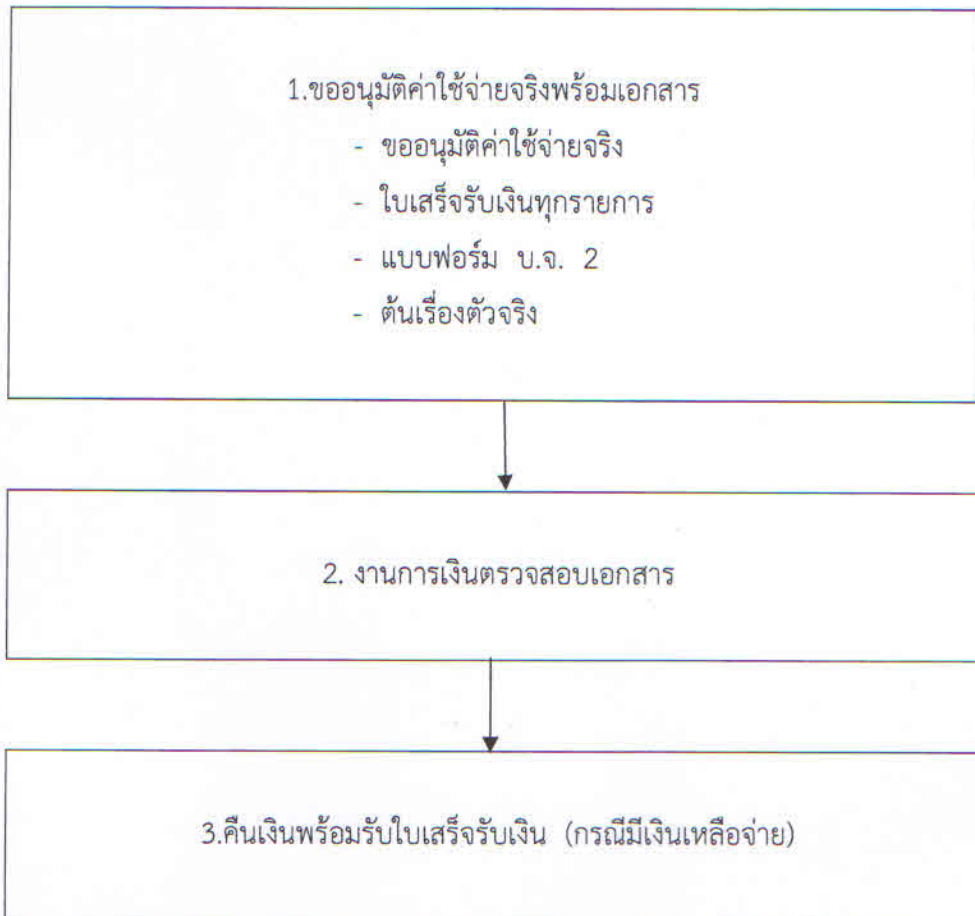 1.ขออนุมัติค่าใช้จ่ายจริงพร้อมเอกสาร
- ขออนุมัติค่าใช้จ่ายจริง
- ใบเสร็จรับเงินทุกรายการ
- แบบฟอร์ม บ.จ. 2
- ต้นเรื่องตัวจริง
2. งานการเงินตรวจสอบเอกสาร
3.คืนเงินพร้อมรับใบเสร็จรับเงิน (กรณีมีเงินเหลือจ่าย)